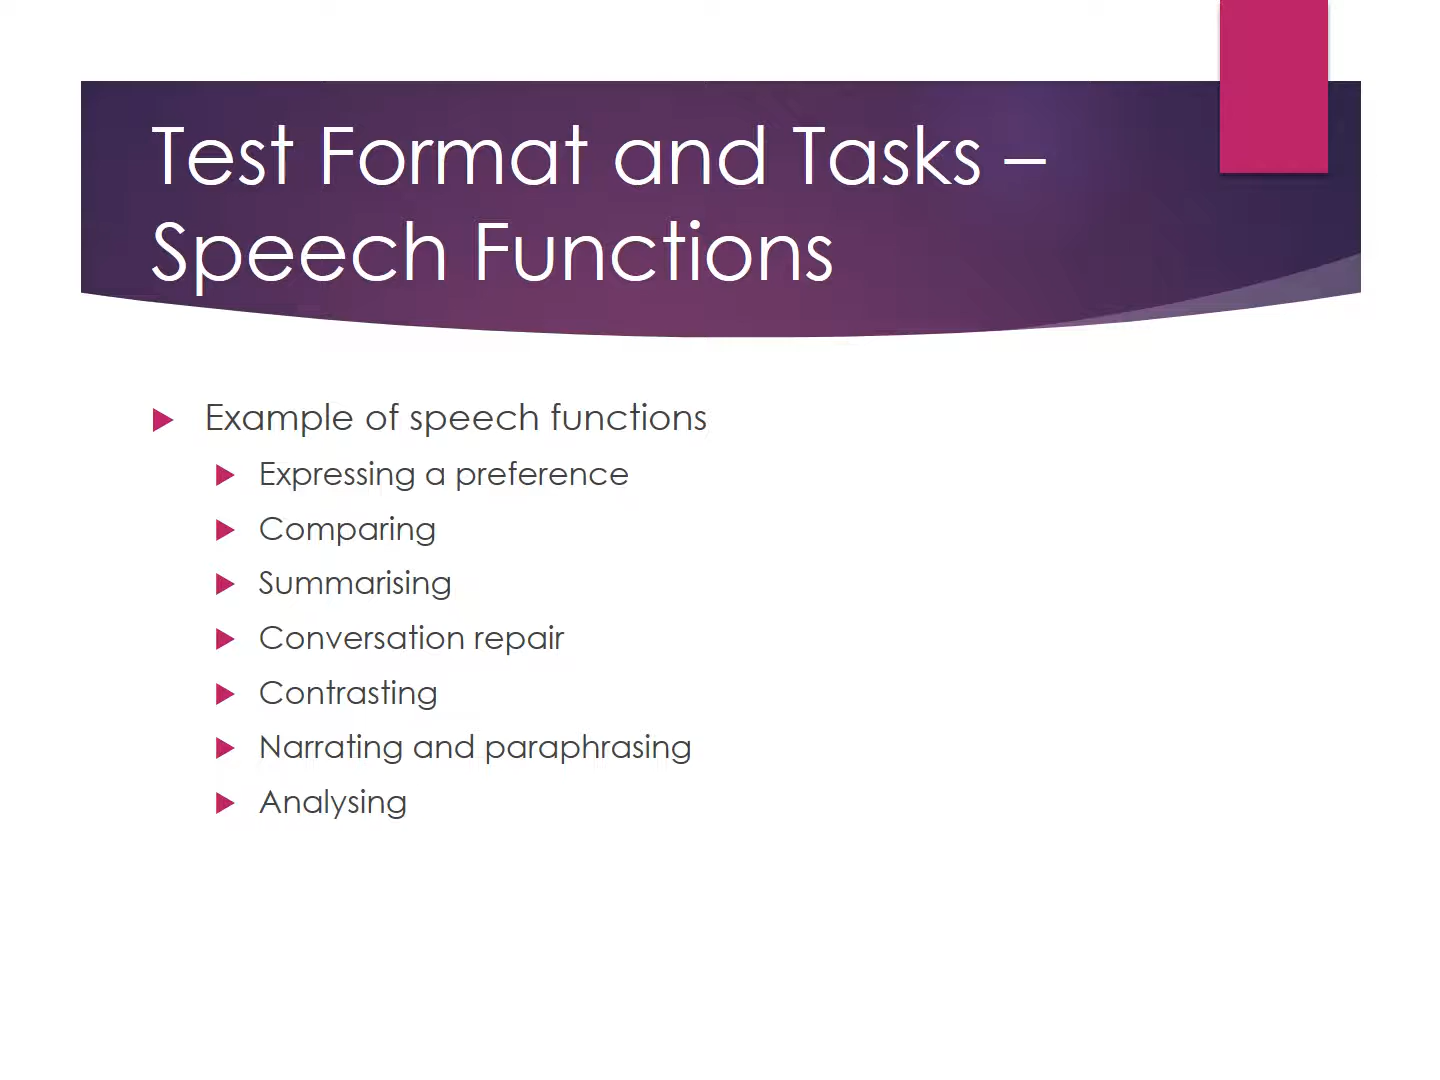 Test Format and Tasks –
Speech Functions
Example of speech functions
Expressing a preference
Comparing
Summarising
Conversation repair
Contrasting
Narrating and paraphrasing
Analysing